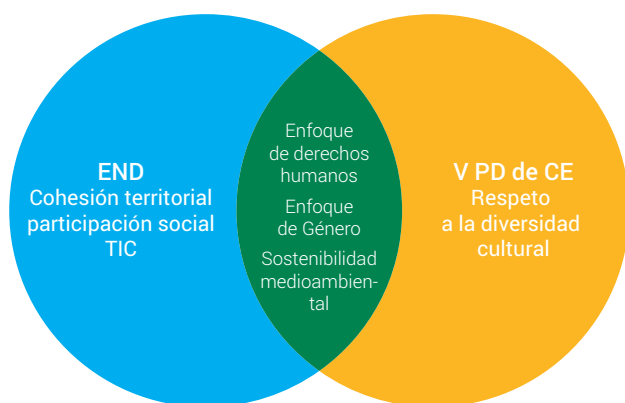 END
Cohesión territorial
participación social
TIC
Enfoque
de derechos
humanos
Enfoque
de Género
Sostenibilidad
medioambien-
tal
V PD de CE
Respeto
a la diversidad
cultural